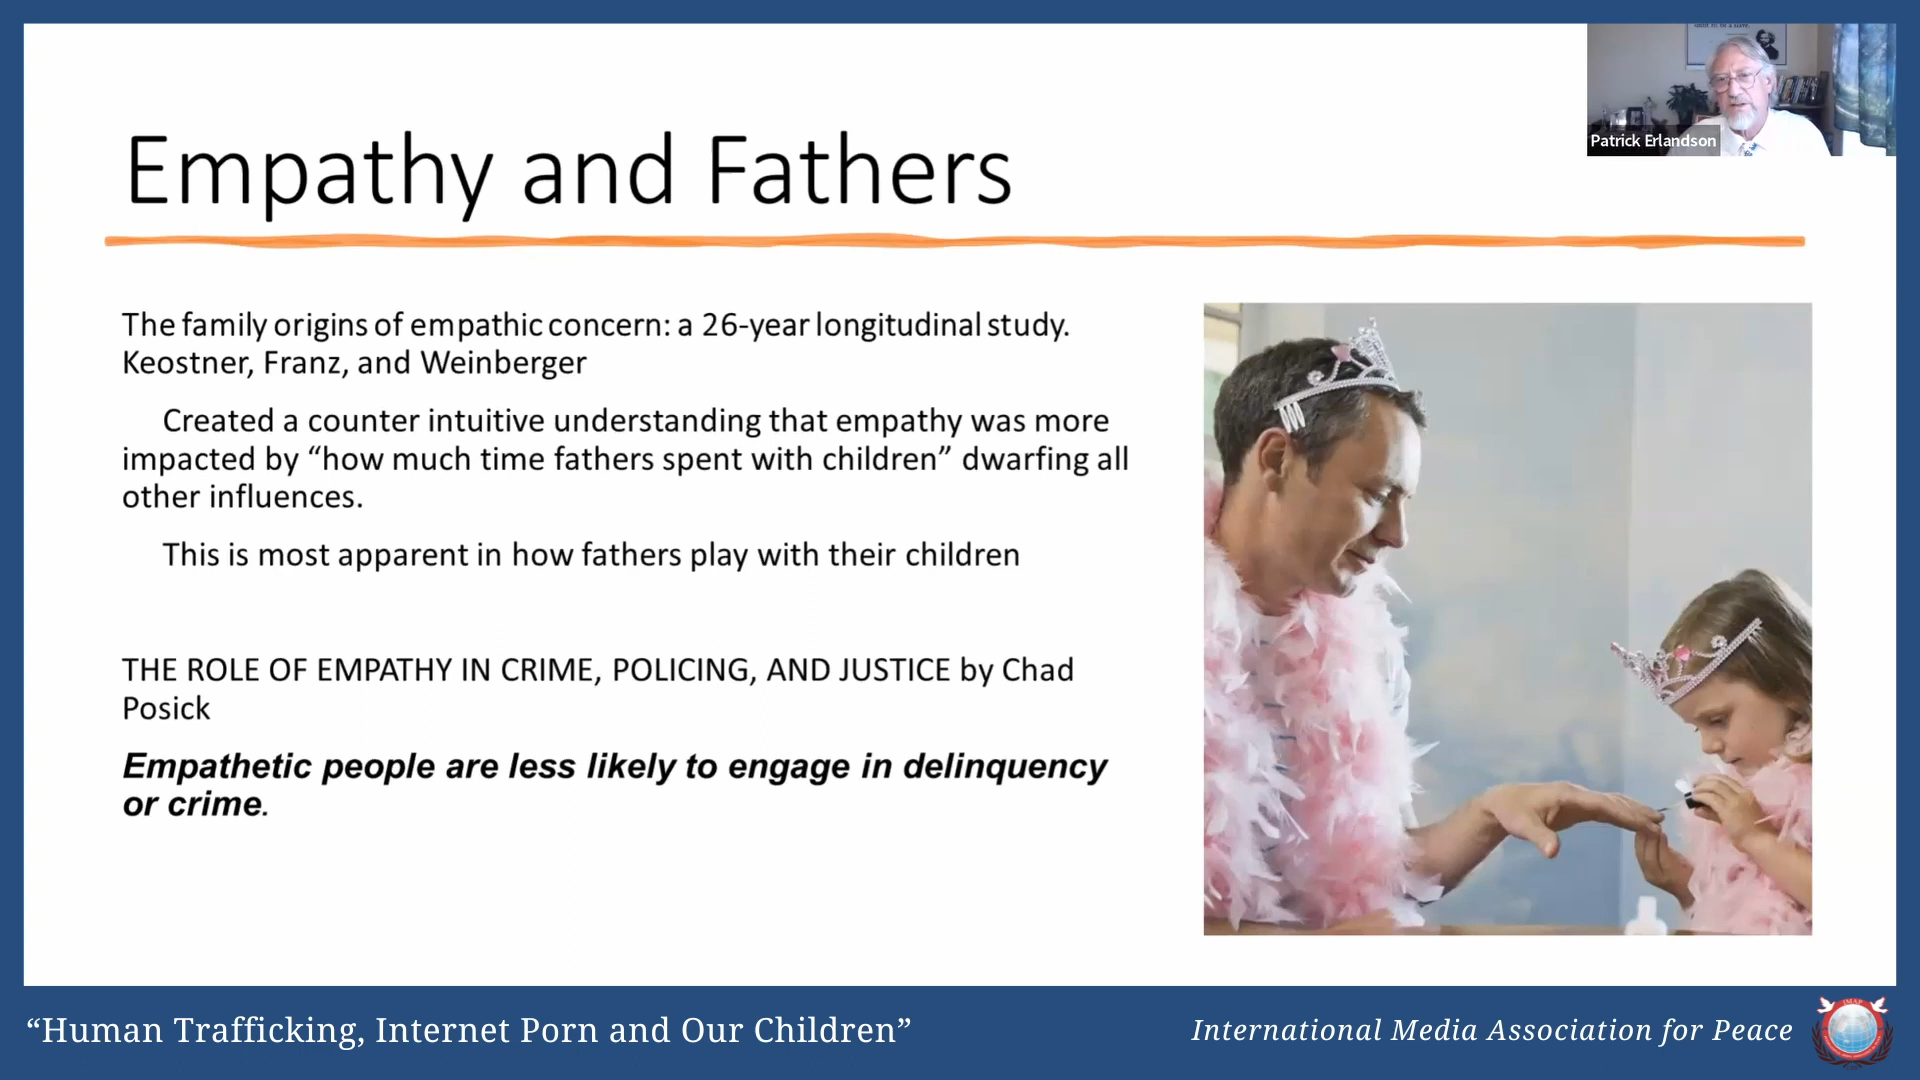 Empathy and Fathers
Patrick Erlandson
The family origins of empathic concern: a 26-year longitudinal study.
Keostner, Franz, and Weinberger
Created a counter intuitive understanding that empathy was more
impacted by “how much time fathers spent with children” dwarfing all
other influences.
This is most apparent in how fathers play with their children
THE ROLE OF EMPATHY IN CRIME, POLICING, AND JUSTICE by Chad
Posick
Empathetic people are less likely to engage in delinquency
or crime.
“Human Trafficking, Internet Porn and Our Children”
International Media Association for Peace